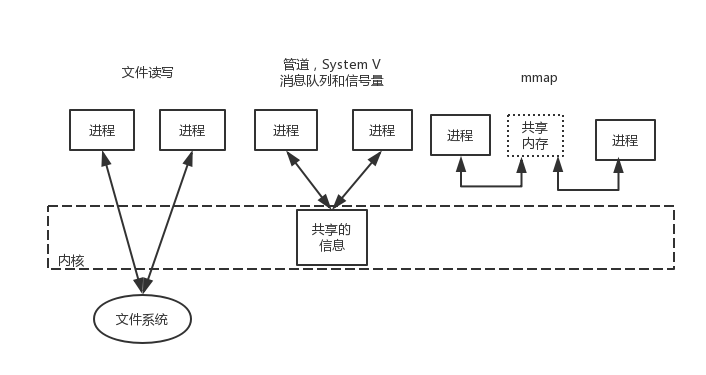 文件读写
管道，System V
消息队列和信号量
mmap
进程
进程
进程
进程
进程
共享
内存
进程
共享的
信息
内核
文件系统